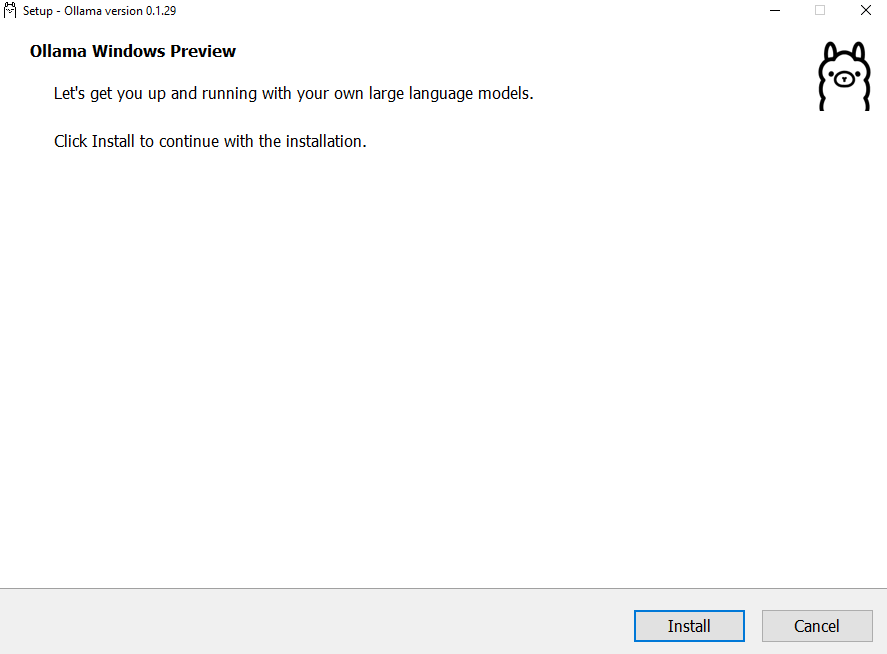 Setup - Ollama version 0.1.29
Ollama Windows Preview
Let's get you up and running with your own large language models.
Click Install to continue with the installation.
Install
Cancel